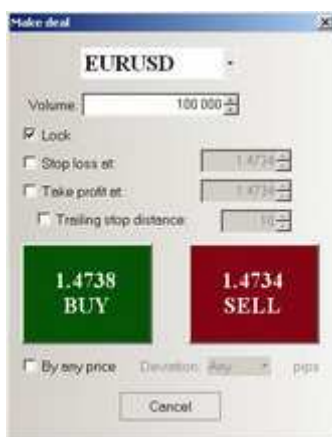 Make deal
EURUSD
Volume: 100 000
Lock
Stop loss at: 1.4734
Take profit at: 1.4734
Trailing stop distance: 10
1.4738 1.4734
BUY SELL
By any price Deviation: Any pips
Cancel